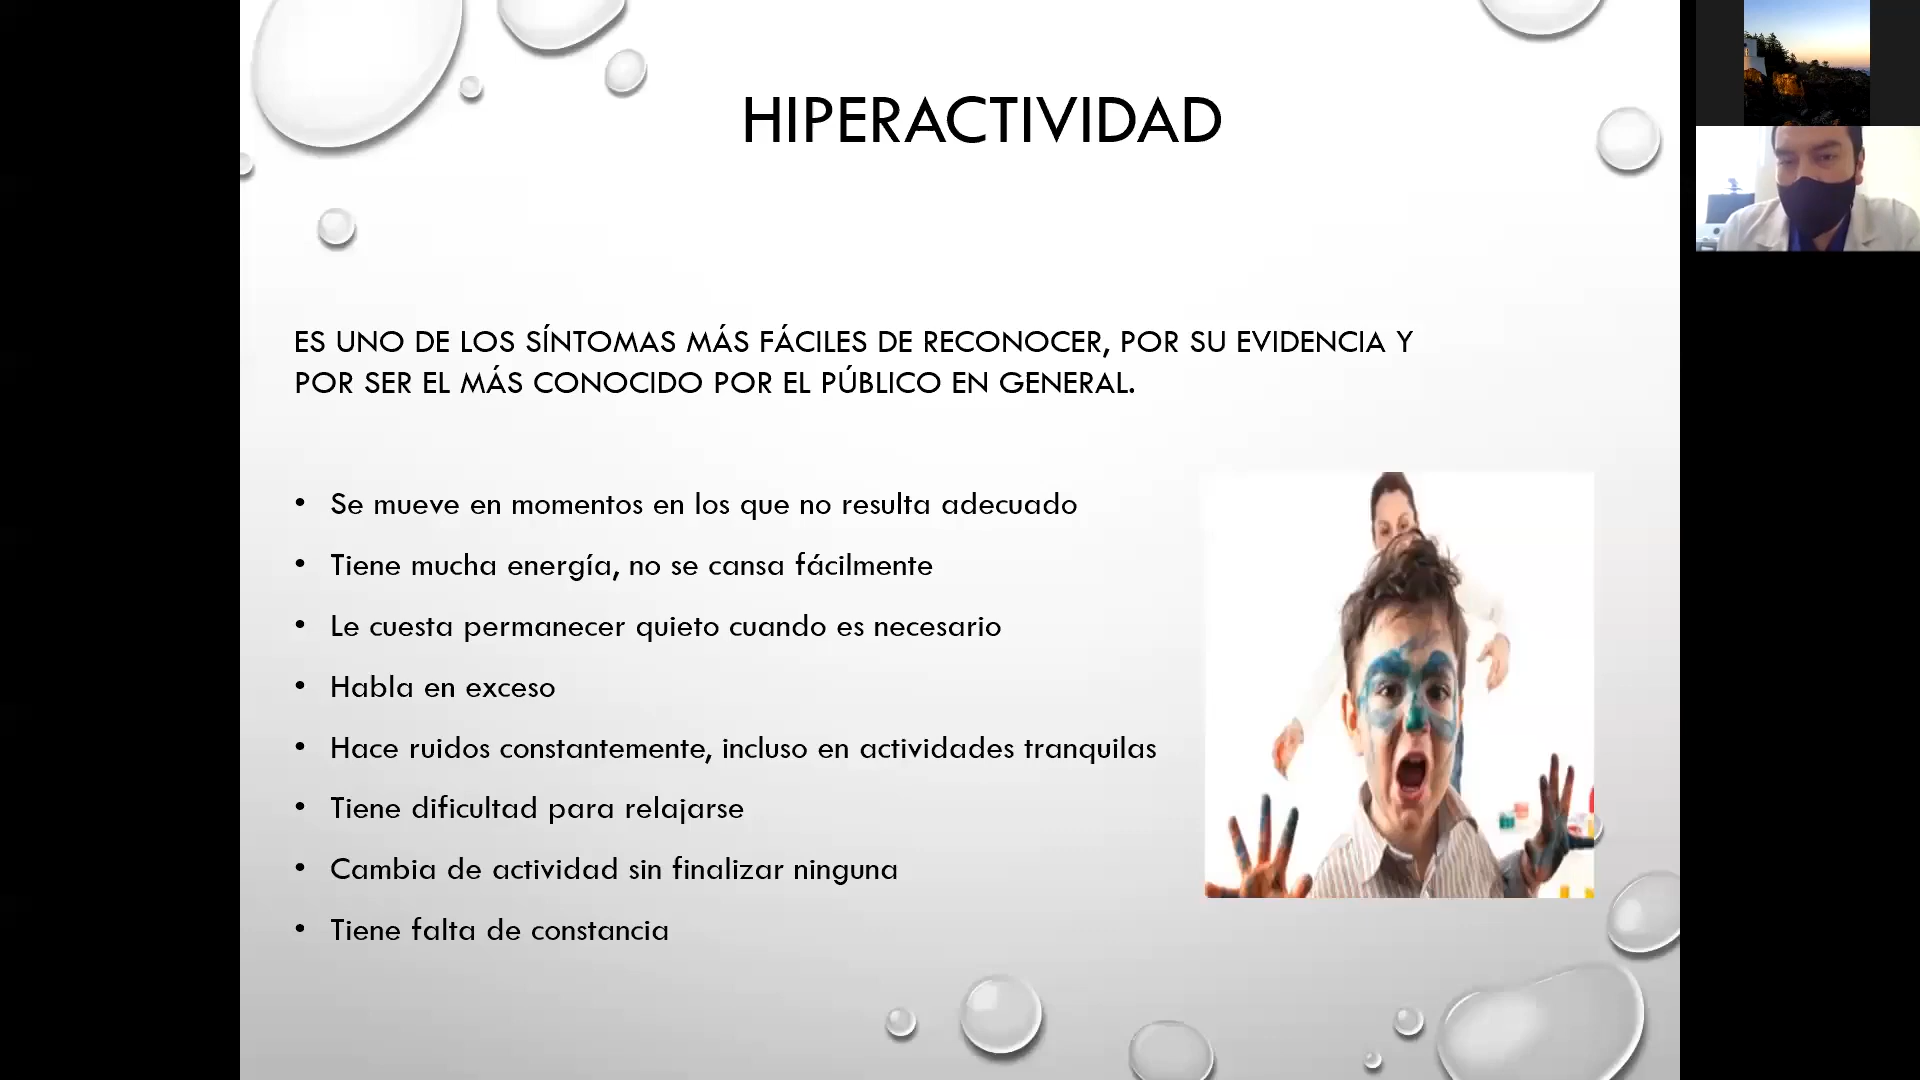 HIPERACTIVIDAD
ES UNO DE LOS SÍNTOMAS MÁS FÁCILES DE RECONOCER, POR SU EVIDENCIA Y
POR SER EL MÁS CONOCIDO POR EL PÚBLICO EN GENERAL.
• Se mueve en momentos en los que no resulta adecuado
• Tiene mucha energía, no se cansa fácilmente
• Le cuesta permanecer quieto cuando es necesario
• Habla en exceso
• Hace ruidos constantemente, incluso en actividades tranquilas
• Tiene dificultad para relajarse
• Cambia de actividad sin finalizar ninguna
• Tiene falta de constancia